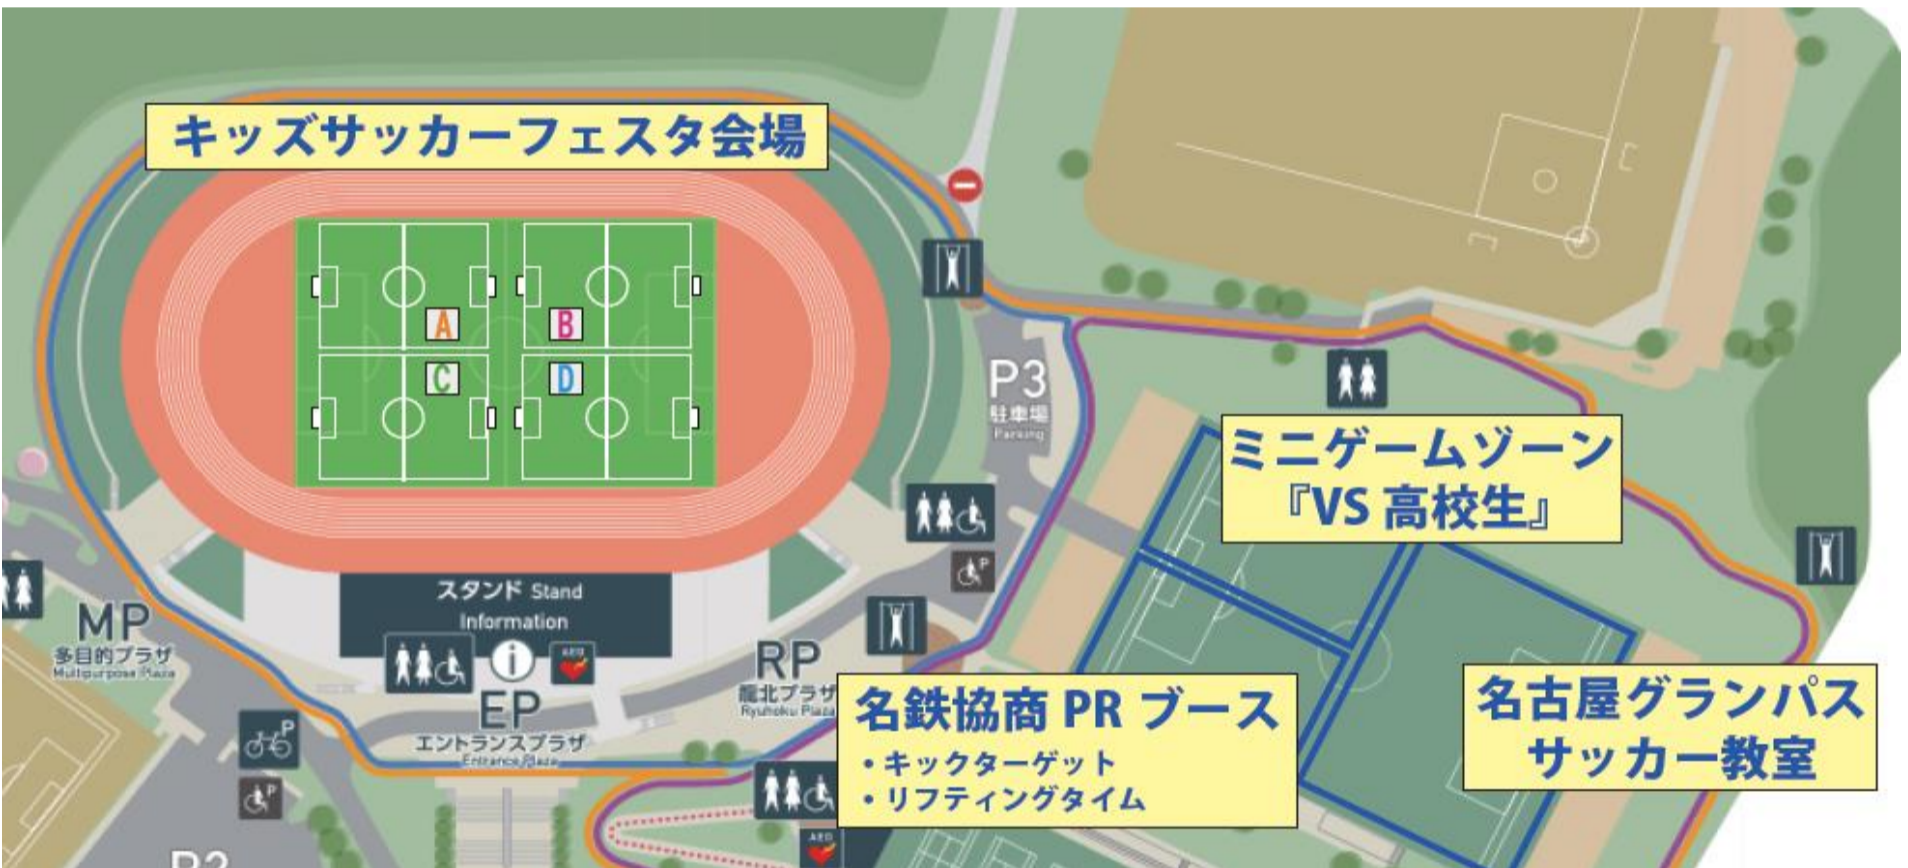 キッズサッカーフェスタ会場
A
B
C
D
P3
駐車場
Parking
ミニゲームゾーン
『VS 高校生』
スタンド Stand
Information
i
AED
MP
多目的プラザ
Multipurpose Plaza
EP
エントランスプラザ
Entrance Plaza
RP
龍北プラザ
Ryuhoku Plaza
P
P
P
名鉄協商 PR ブース
・キックターゲット
・リフティングタイム
名古屋グランパス
サッカー教室
AED